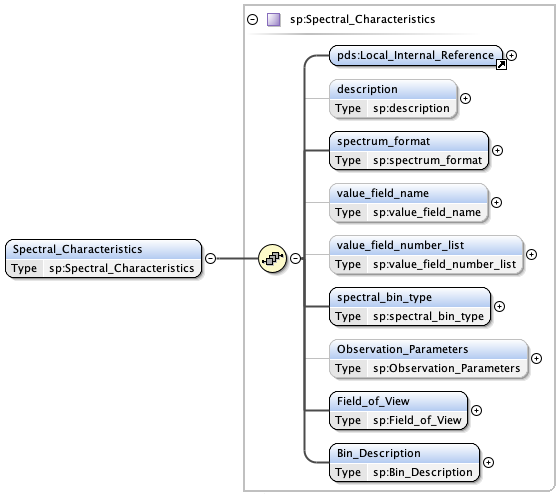 sp:Spectral_Characteristics
pds:Local_Internal_Reference
description
Type sp:description
spectrum_format
Type sp:spectrum_format
value_field_name
Type sp:value_field_name
value_field_number_list
Type sp:value_field_number_list
Spectral_Characteristics
Type sp:Spectral_Characteristics
spectral_bin_type
Type sp:spectral_bin_type
Observation_Parameters
Type sp:Observation_Parameters
Field_of_View
Type sp:Field_of_View
Bin_Description
Type sp:Bin_Description